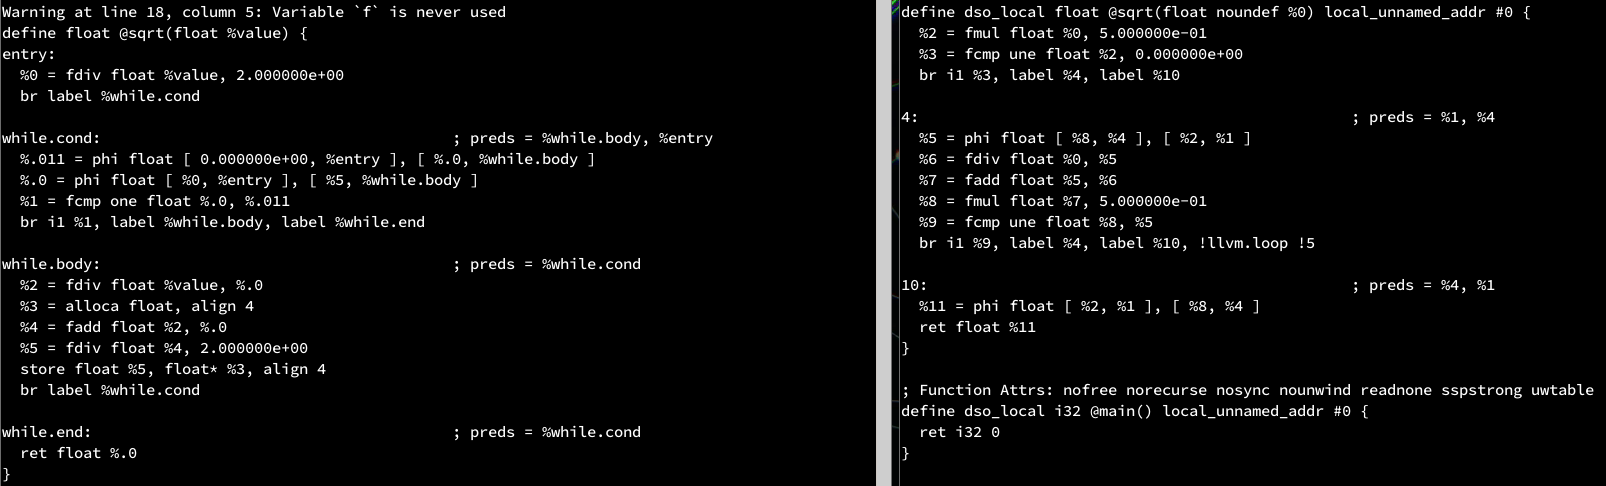 Warning at line 18, column 5: Variable `f` is never used
define float @sqrt(float %value) {
entry:
  %0 = fdiv float %value, 2.000000e+00
  br label %while.cond

while.cond:                                       ; preds = %while.body, %entry
  %.011 = phi float [ 0.000000e+00, %entry ], [ %.0, %while.body ]
  %.0 = phi float [ %0, %entry ], [ %5, %while.body ]
  %1 = fcmp one float %.0, %.011
  br i1 %1, label %while.body, label %while.end

while.body:                                       ; preds = %while.cond
  %2 = fdiv float %value, %.0
  %3 = alloca float, align 4
  %4 = fadd float %2, %.0
  %5 = fdiv float %4, 2.000000e+00
  store float %5, float* %3, align 4
  br label %while.cond

while.end:                                        ; preds = %while.cond
  ret float %.0
}
define dso_local float @sqrt(float noundef %0) local_unnamed_addr #0 {
  %2 = fmul float %0, 5.000000e-01
  %3 = fcmp une float %2, 0.000000e+00
  br i1 %3, label %4, label %10

4:                                                ; preds = %1, %4
  %5 = phi float [ %8, %4 ], [ %2, %1 ]
  %6 = fdiv float %0, %5
  %7 = fadd float %5, %6
  %8 = fmul float %7, 5.000000e-01
  %9 = fcmp une float %8, %5
  br i1 %9, label %4, label %10, !llvm.loop !5

10:                                               ; preds = %4, %1
  %11 = phi float [ %2, %1 ], [ %8, %4 ]
  ret float %11
}

; Function Attrs: nofree norecurse nosync nounwind readnone sspstrong uwtable
define dso_local i32 @main() local_unnamed_addr #0 {
  ret i32 0
}